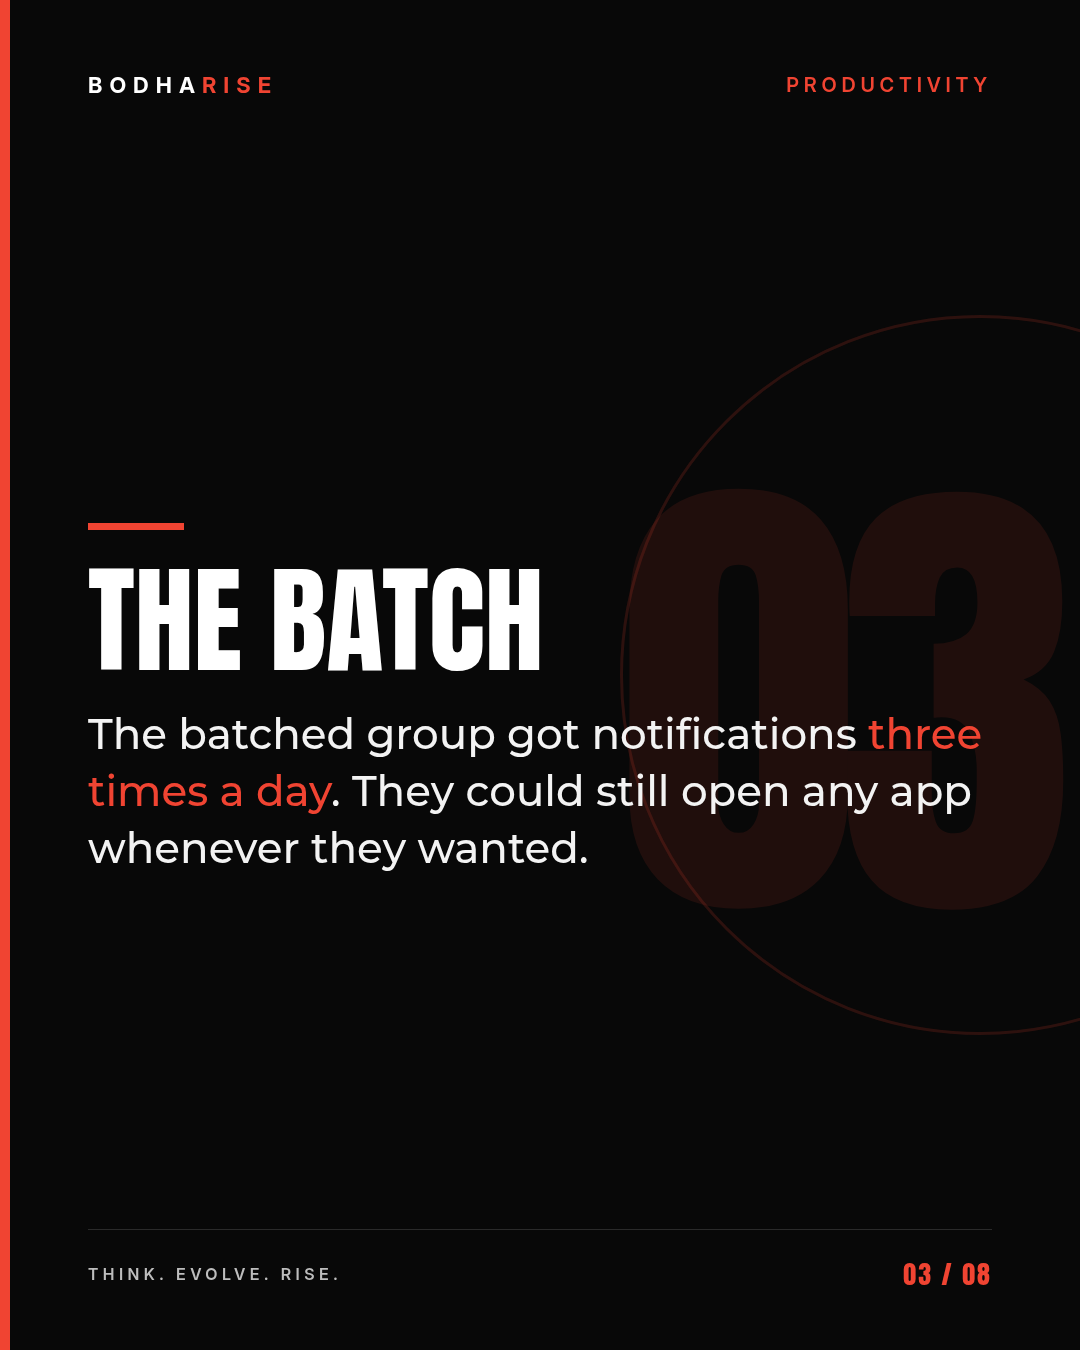 BODHARISE
PRODUCTIVITY
03
THE BATCH
The batched group got notifications three
times a day. They could still open any app
whenever they wanted.
THINK. EVOLVE. RISE.
03 / 08